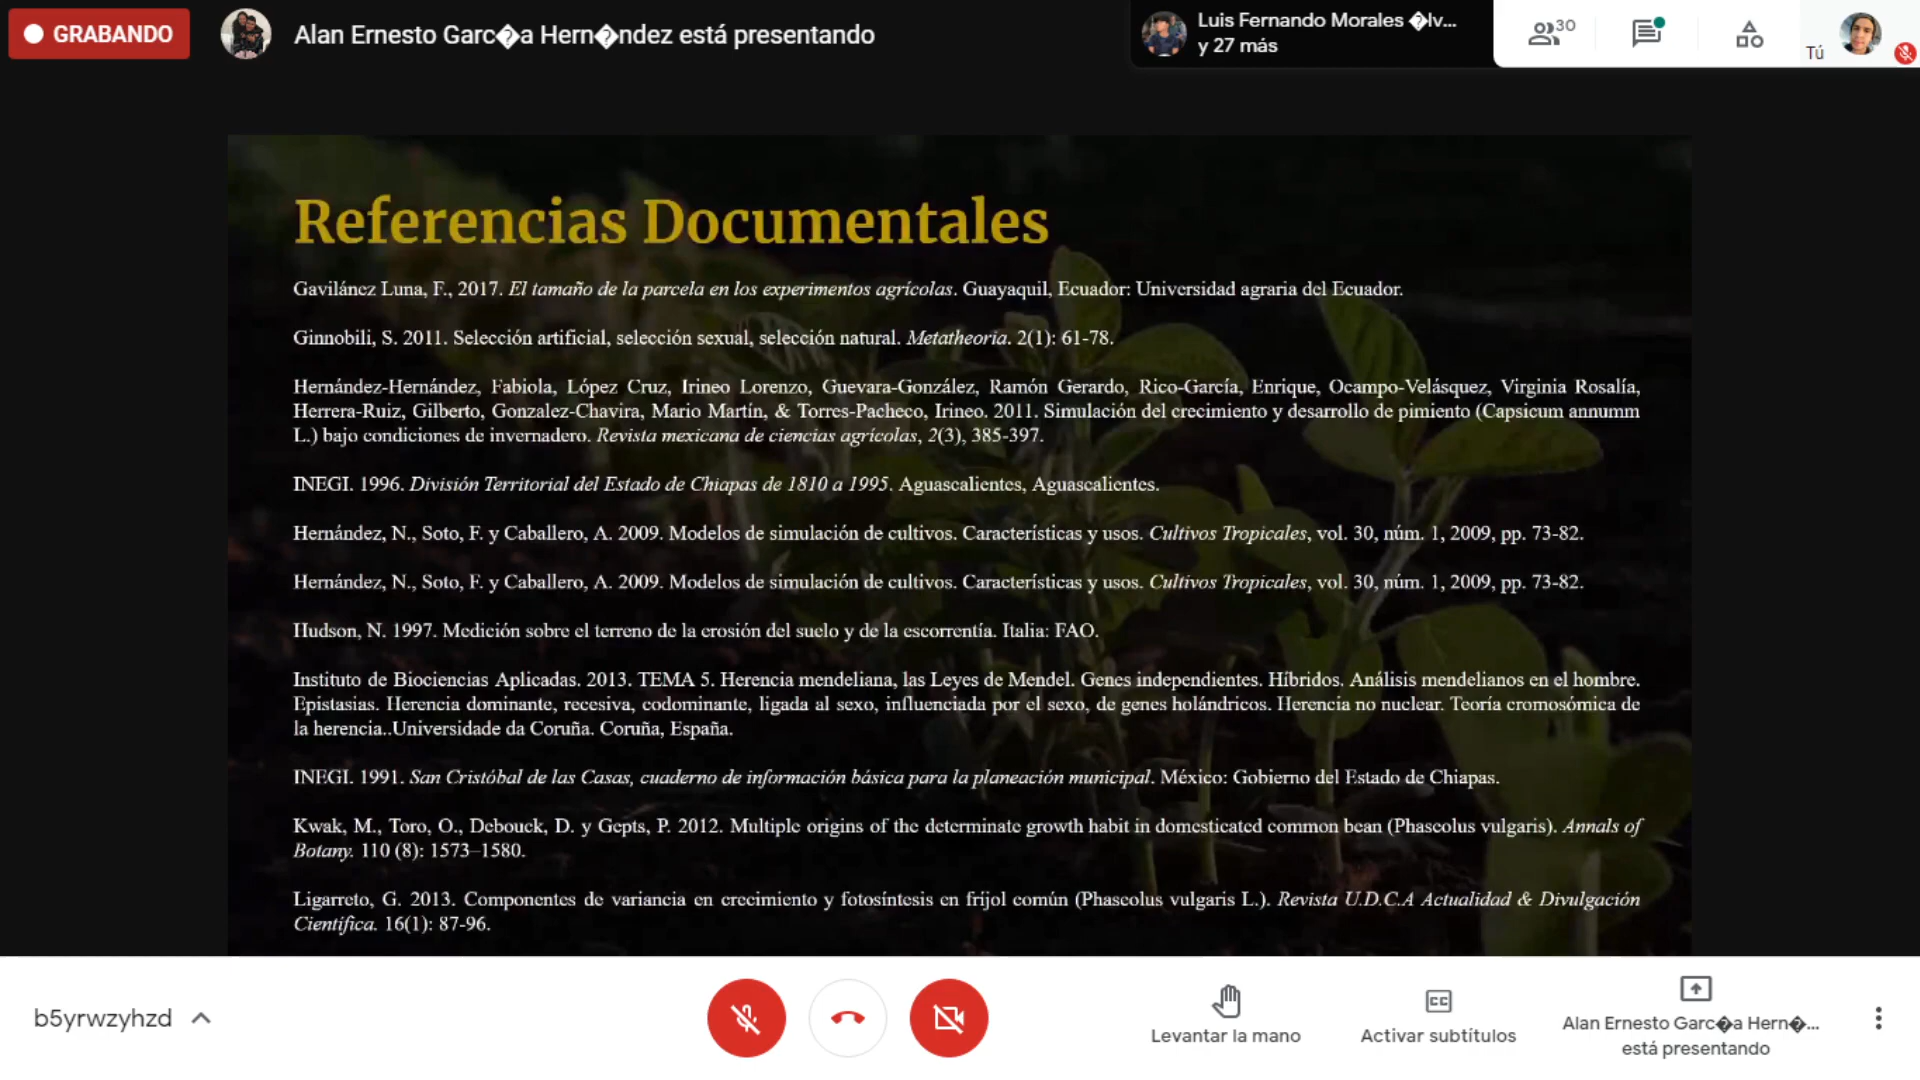 GRABANDO
Alan Ernesto Garc�a Hern�ndez está presentando
Luis Fernando Morales �lv...
y 27 más
30
Tú
Referencias Documentales
Gavilánez Luna, F., 2017. El tamaño de la parcela en los experimentos agrícolas. Guayaquil, Ecuador: Universidad agraria del Ecuador.
Ginnobili, S. 2011. Selección artificial, selección sexual, selección natural. Metatheoria. 2(1): 61-78.
Hernández-Hernández, Fabiola, López Cruz, Irineo Lorenzo, Guevara-González, Ramón Gerardo, Rico-García, Enrique, Ocampo-Velásquez, Virginia Rosalía,
Herrera-Ruiz, Gilberto, Gonzalez-Chavira, Mario Martín, & Torres-Pacheco, Irineo. 2011. Simulación del crecimiento y desarrollo de pimiento (Capsicum annumm
L.) bajo condiciones de invernadero. Revista mexicana de ciencias agrícolas, 2(3), 385-397.
INEGI. 1996. División Territorial del Estado de Chiapas de 1810 a 1995. Aguascalientes, Aguascalientes.
Hernández, N., Soto, F. y Caballero, A. 2009. Modelos de simulación de cultivos. Características y usos. Cultivos Tropicales, vol. 30, núm. 1, 2009, pp. 73-82.
Hernández, N., Soto, F. y Caballero, A. 2009. Modelos de simulación de cultivos. Características y usos. Cultivos Tropicales, vol. 30, núm. 1, 2009, pp. 73-82.
Hudson, N. 1997. Medición sobre el terreno de la erosión del suelo y de la escorrentía. Italia: FAO.
Instituto de Biociencias Aplicadas. 2013. TEMA 5. Herencia mendeliana, las Leyes de Mendel. Genes independientes. Híbridos. Análisis mendelianos en el hombre.
Epistasias. Herencia dominante, recesiva, codominante, ligada al sexo, influenciada por el sexo, de genes holándricos. Herencia no nuclear. Teoría cromosómica de
la herencia..Universidade da Coruña. Coruña, España.
INEGI. 1991. San Cristóbal de las Casas, cuaderno de información básica para la planeación municipal. México: Gobierno del Estado de Chiapas.
Kwak, M., Toro, O., Debouck, D. y Gepts, P. 2012. Multiple origins of the determinate growth habit in domesticated common bean (Phaseolus vulgaris). Annals of
Botany. 110 (8): 1573–1580.
Ligarreto, G. 2013. Componentes de variancia en crecimiento y fotosíntesis en fríjol común (Phaseolus vulgaris L.). Revista U.D.C.A Actualidad & Divulgación
Científica. 16(1): 87-96.
b5yrwzyhzd
Levantar la mano
Activar subtítulos
Alan Ernesto Garc�a Hern�...
está presentando